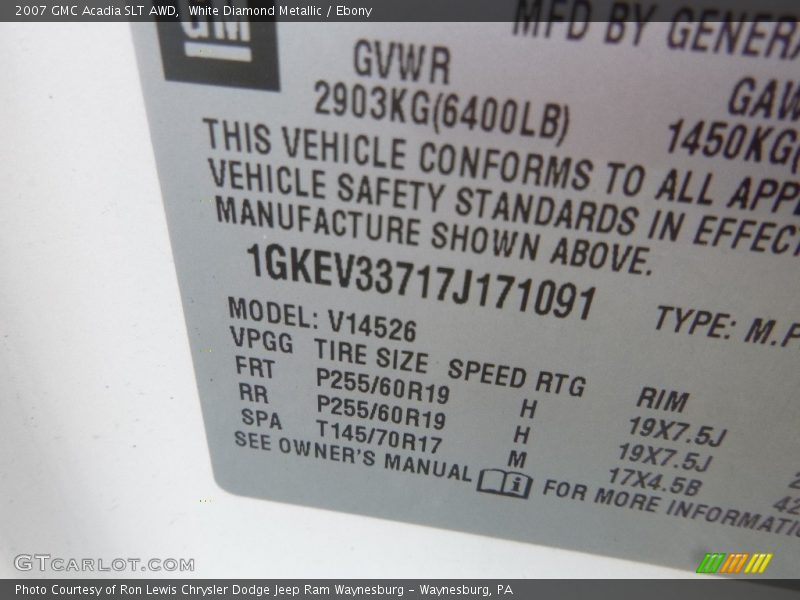 2007 GMC Acadia SLT AWD, White Diamond Metallic / Ebony
GM
MFD BY GENERA
GVWR
GAW
2903KG(6400LB)
1450KG(
THIS VEHICLE CONFORMS TO ALL APPL
VEHICLE SAFETY STANDARDS IN EFFECT
MANUFACTURE SHOWN ABOVE.
1GKEV33717J171091
TYPE: M.P
MODEL: V14526
VPGG TIRE SIZE SPEED RTG RIM
FRT P255/60R19 H 19X7.5J
RR P255/60R19 H 19X7.5J
SPA T145/70R17 M 17X4.5B
SEE OWNER'S MANUAL FOR MORE INFORMATIO
GTCARLOT.COM
Photo Courtesy of Ron Lewis Chrysler Dodge Jeep Ram Waynesburg – Waynesburg, PA